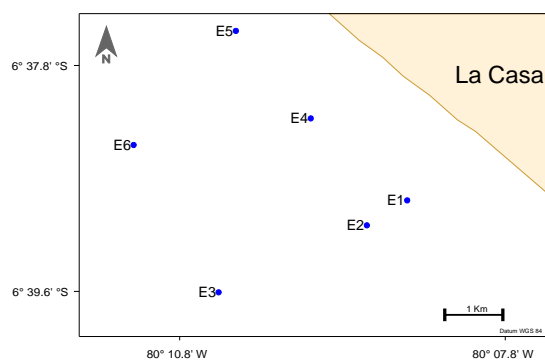 E5
6° 37.8' °S
N
La Casa
E4
E6
E1
E2
6° 39.6' °S
E3
1 Km
Datum WGS 84
80° 10.8' W
80° 07.8' W